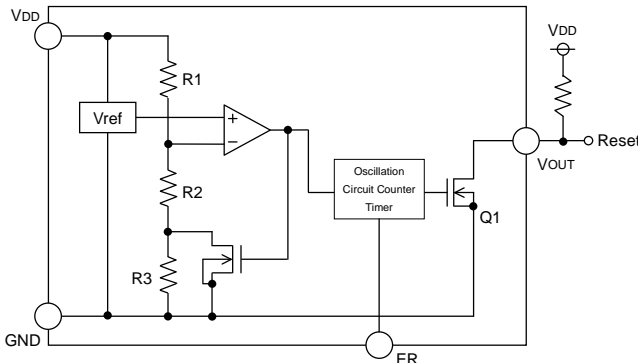 VDD
R1
VDD
Vref
+
−
Reset
VOUT
Oscillation
Circuit Counter
Timer
R2
Q1
R3
GND
ER